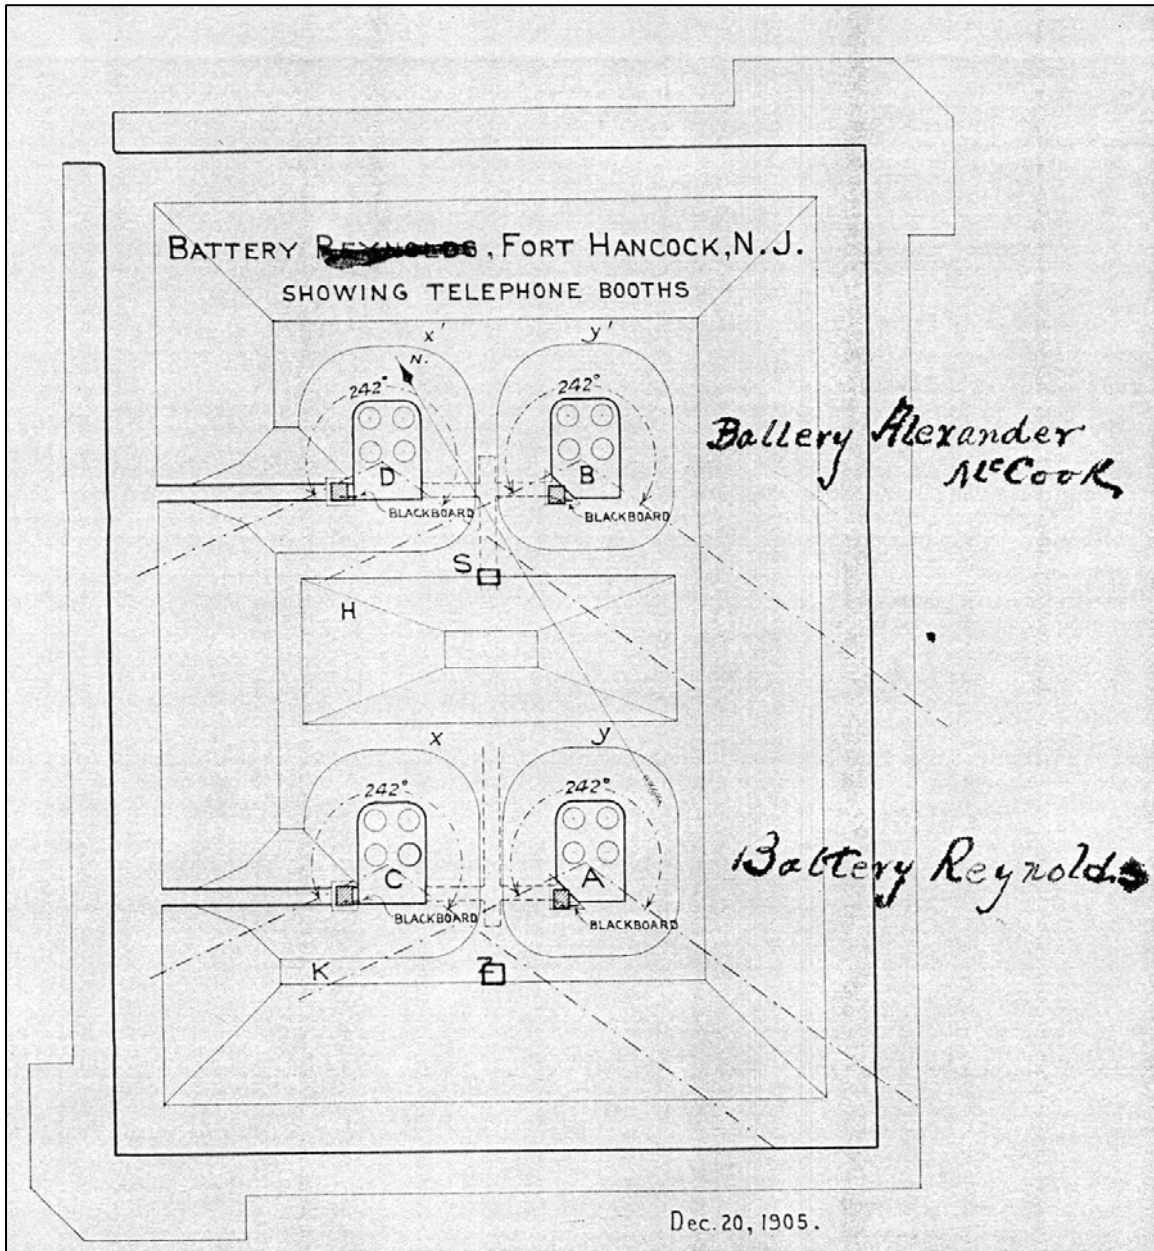 BATTERY REYNOLDS, FORT HANCOCK, N.J.
SHOWING TELEPHONE BOOTHS
x' y'
N.
242° 242°
Battery Alexander
McCook
D B
BLACKBOARD BLACKBOARD
S
H
x y
242° 242°
Battery Reynolds
C A
BLACKBOARD BLACKBOARD
K Z
Dec. 20, 1905.